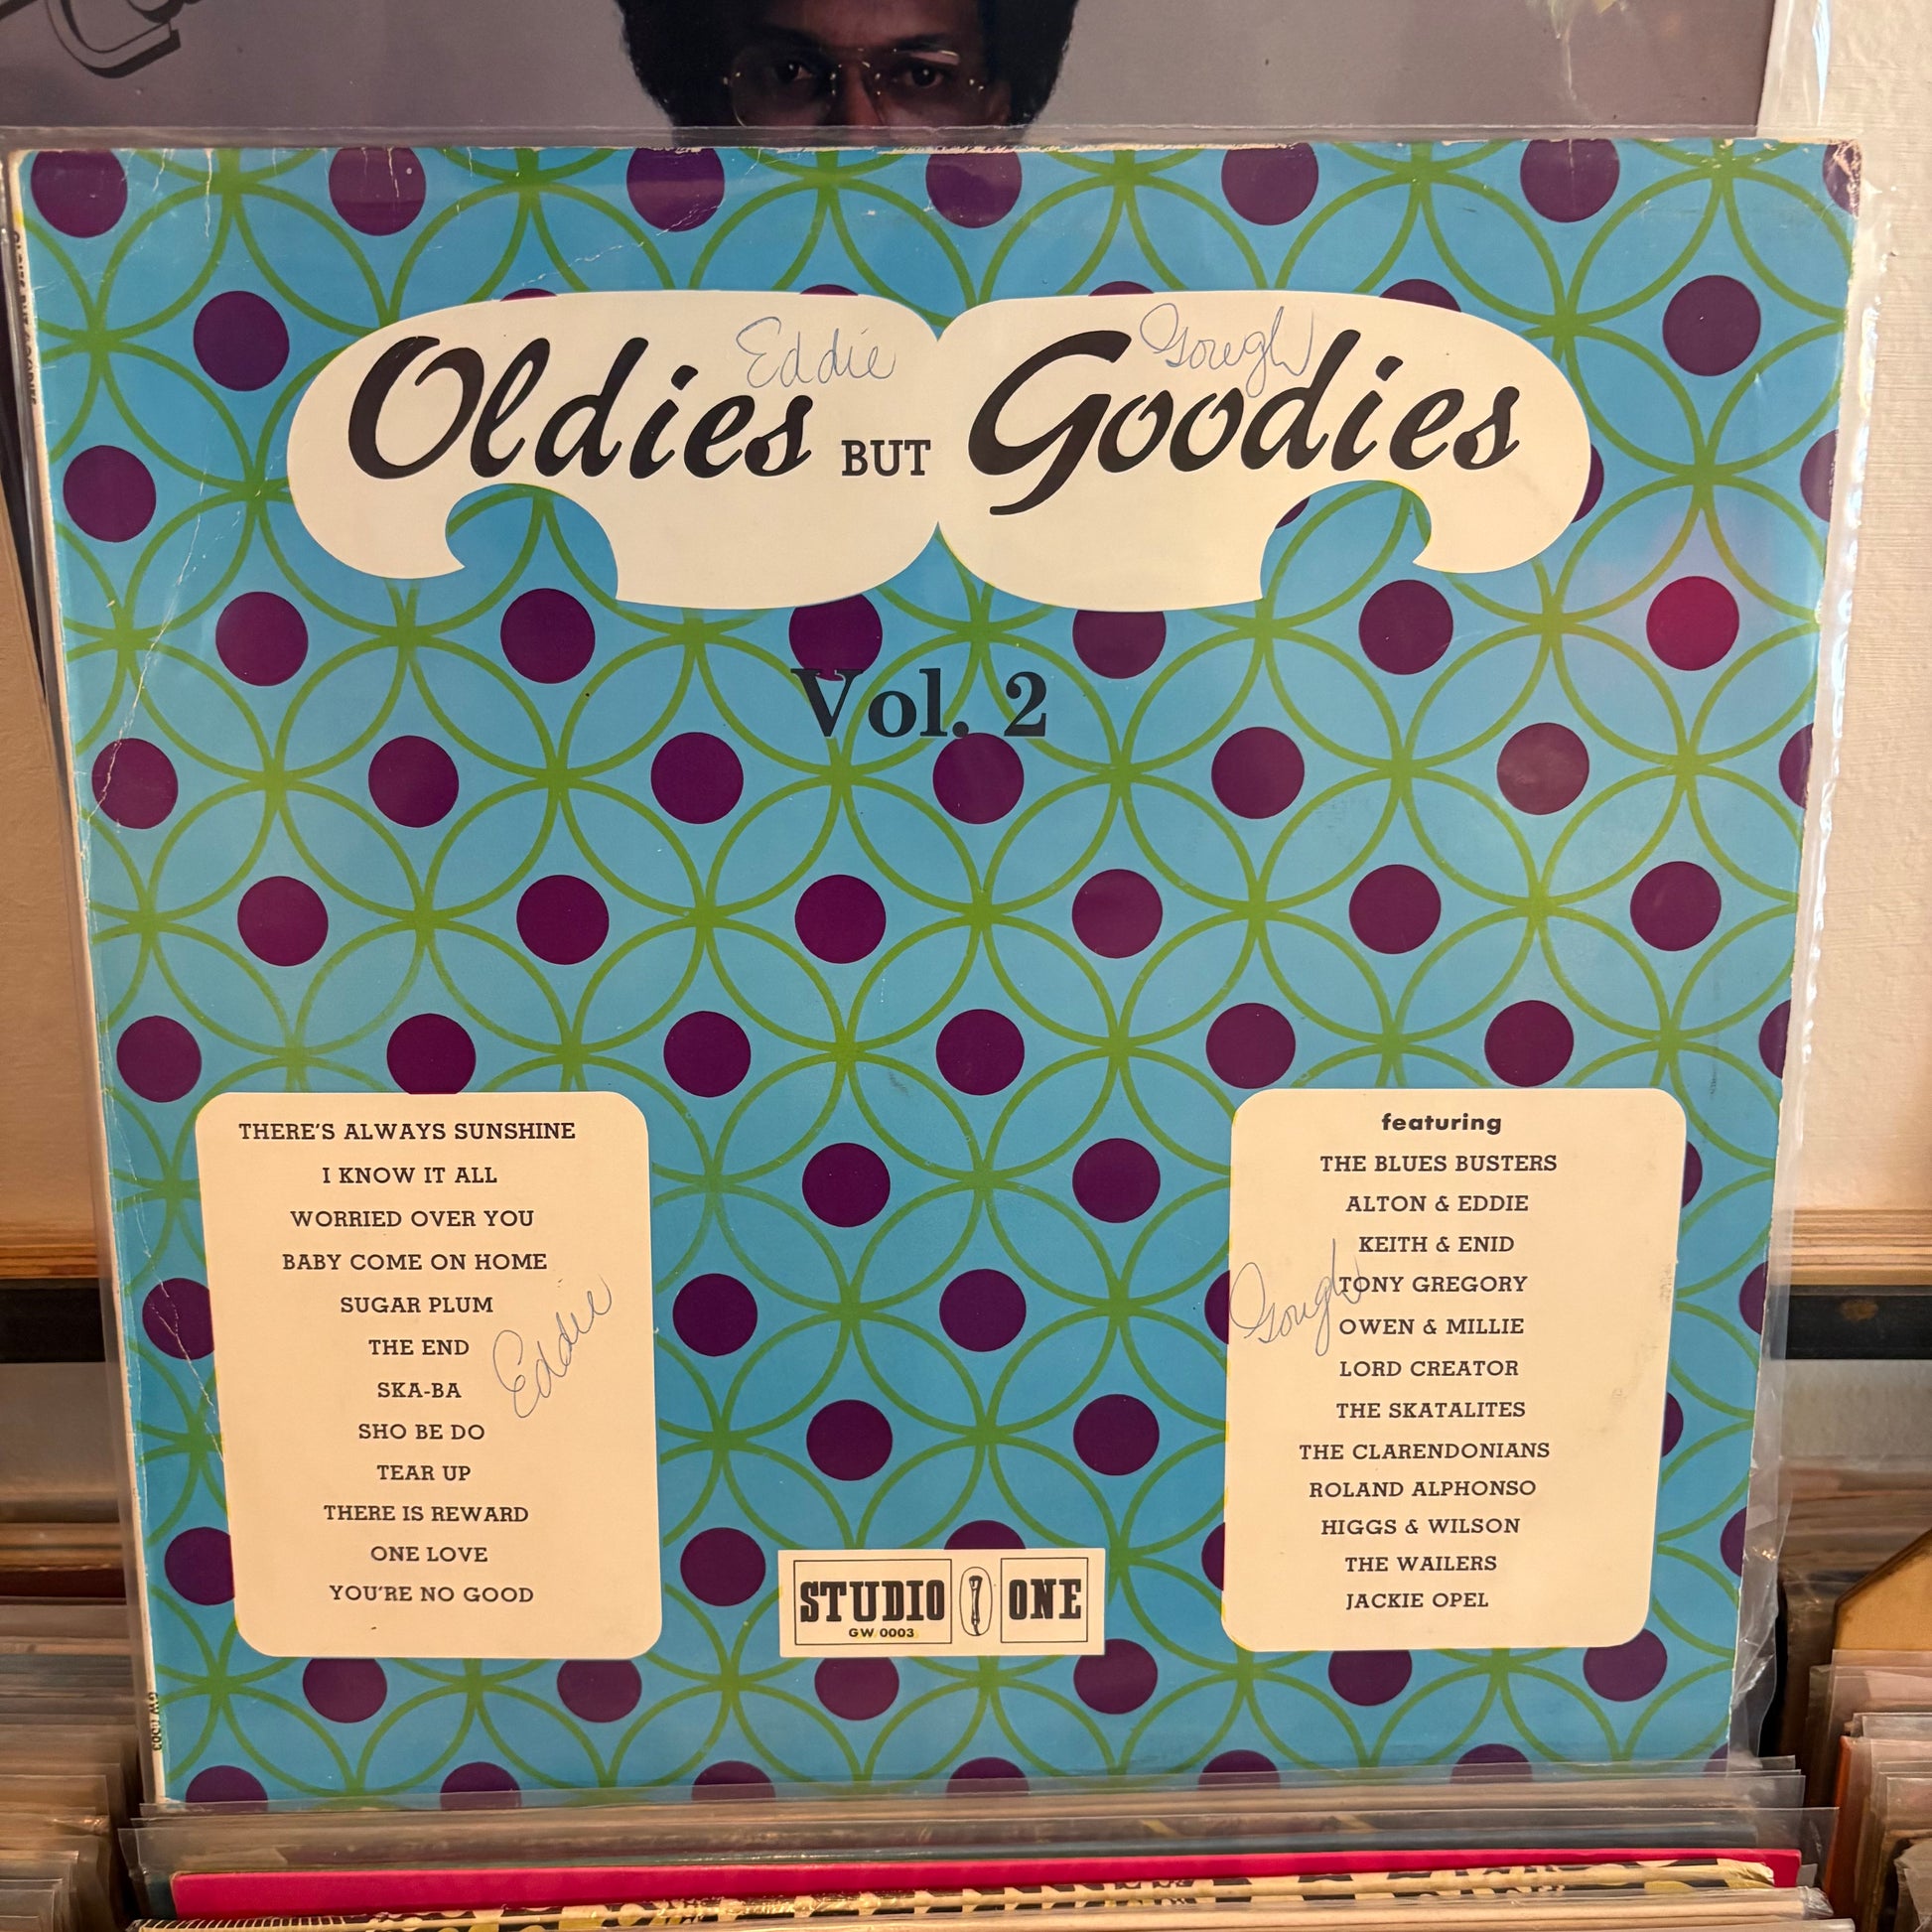 Eddie Gough
Oldies BUT Goodies
Vol. 2
THERE'S ALWAYS SUNSHINE
I KNOW IT ALL
WORRIED OVER YOU
BABY COME ON HOME
SUGAR PLUM
THE END
SKA-BA
SHO BE DO
TEAR UP
THERE IS REWARD
ONE LOVE
YOU'RE NO GOOD
Eddie
STUDIO ONE
GW 0003
featuring
THE BLUES BUSTERS
ALTON & EDDIE
KEITH & ENID
TONY GREGORY
OWEN & MILLIE
LORD CREATOR
THE SKATALITES
THE CLARENDONIANS
ROLAND ALPHONSO
HIGGS & WILSON
THE WAILERS
JACKIE OPEL
Gough
GW 0003